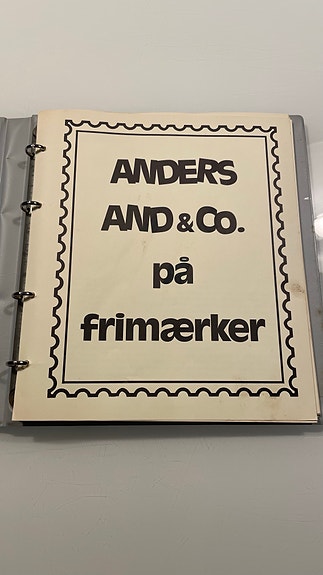 ANDERS
AND & CO.
på
frimærker